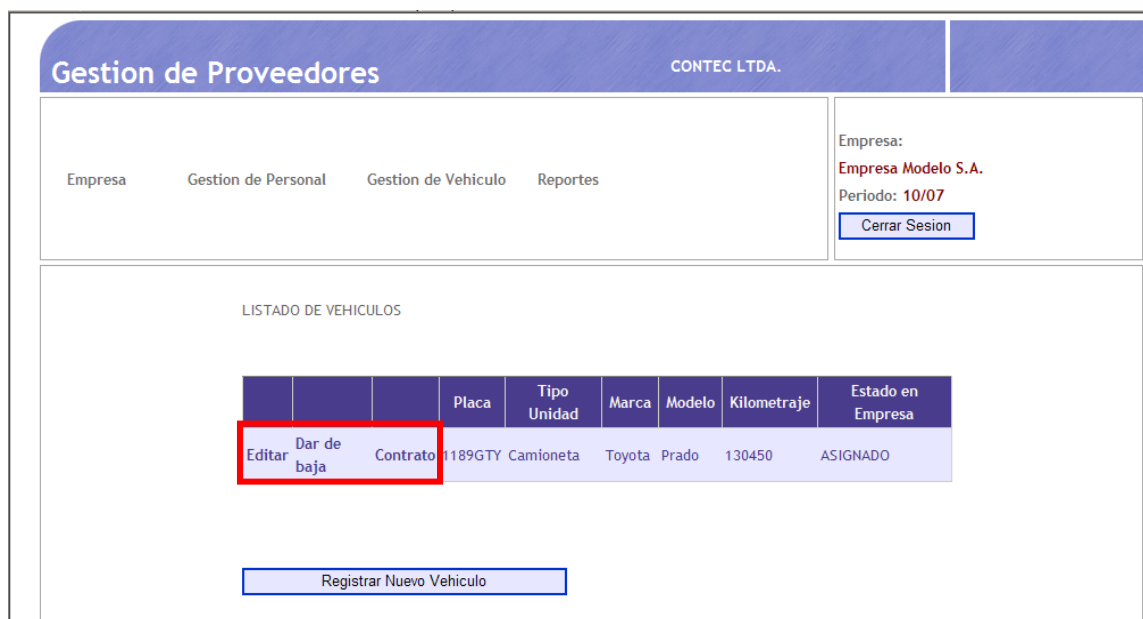 Gestion de Proveedores
CONTEC LTDA.
Empresa
Gestion de Personal
Gestion de Vehiculo
Reportes
Empresa:
Empresa Modelo S.A.
Periodo: 10/07
Cerrar Sesion
LISTADO DE VEHICULOS
Placa
Tipo
Unidad
Marca
Modelo
Kilometraje
Estado en
Empresa
Editar
Dar de
baja
Contrato
1189GTY
Camioneta
Toyota
Prado
130450
ASIGNADO
Registrar Nuevo Vehiculo